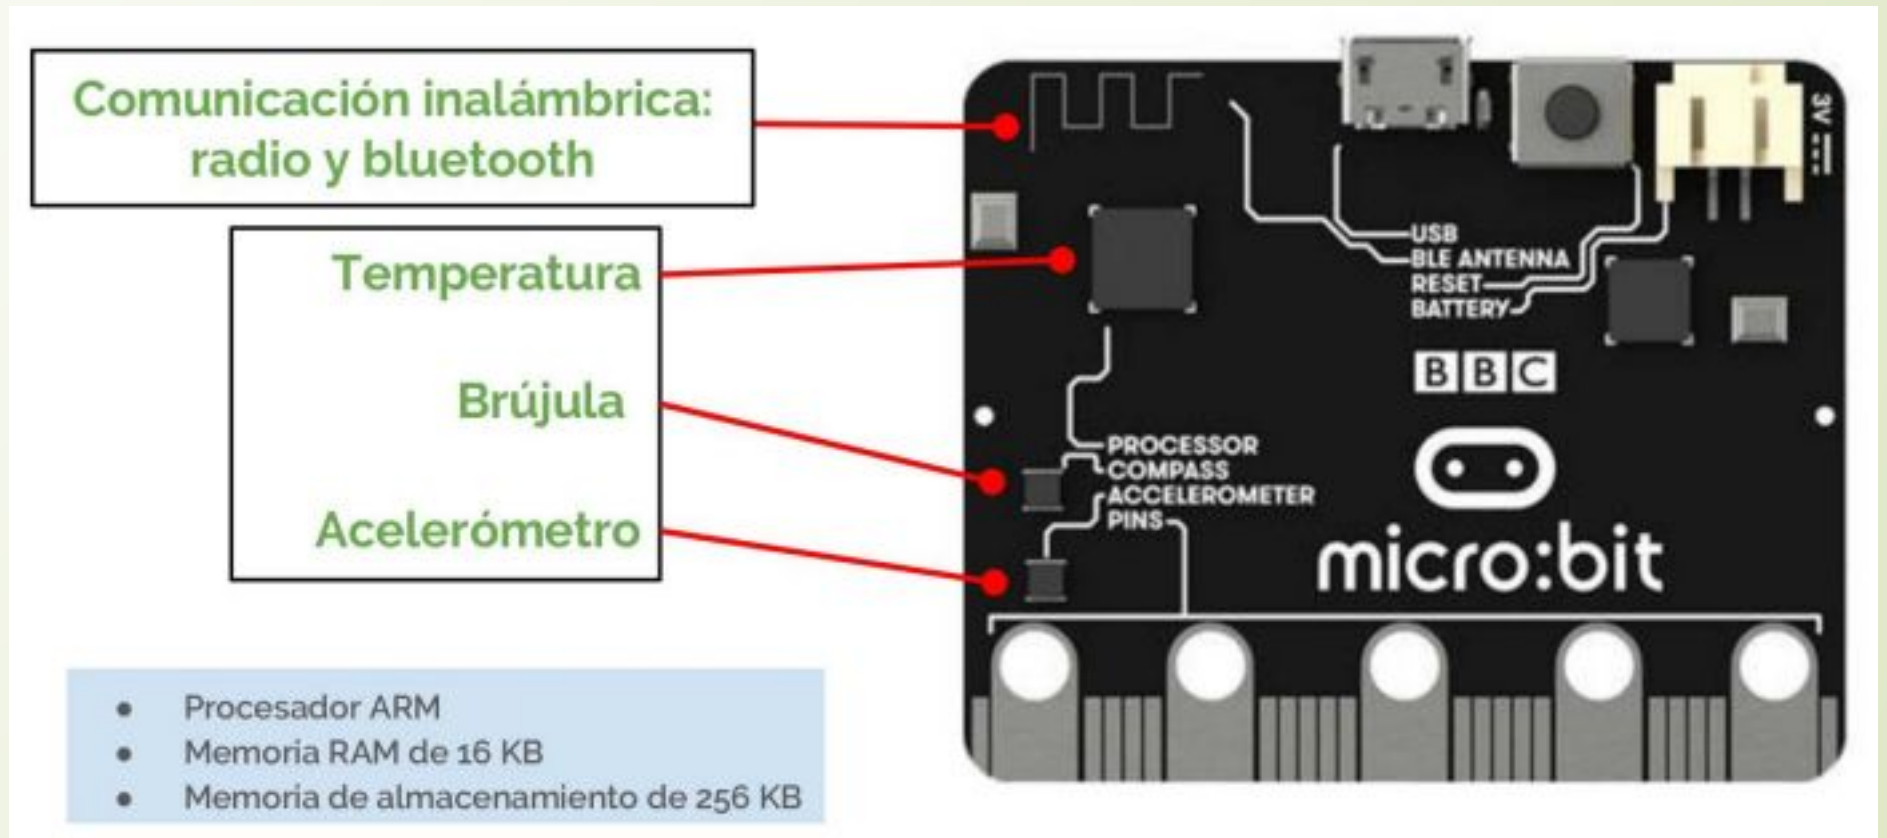 Comunicación inalámbrica:
radio y bluetooth
Temperatura
Brújula
Acelerómetro
● Procesador ARM
● Memoria RAM de 16 KB
● Memoria de almacenamiento de 256 KB
3V
USB
BLE ANTENNA
RESET
BATTERY
BBC
PROCESSOR
COMPASS
ACCELEROMETER
PINS
micro:bit